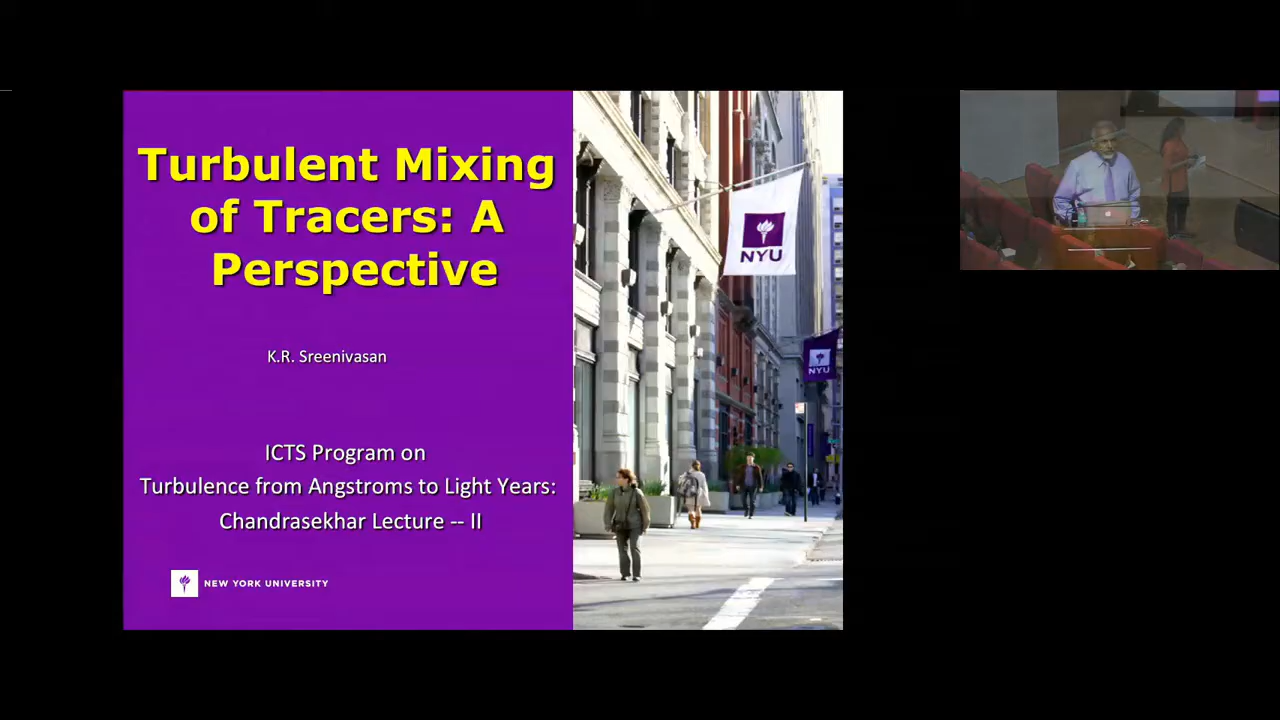 Turbulent Mixing
of Tracers: A
Perspective
K.R. Sreenivasan
ICTS Program on
Turbulence from Angstroms to Light Years:
Chandrasekhar Lecture -- II
NEW YORK UNIVERSITY
NYU
NYU